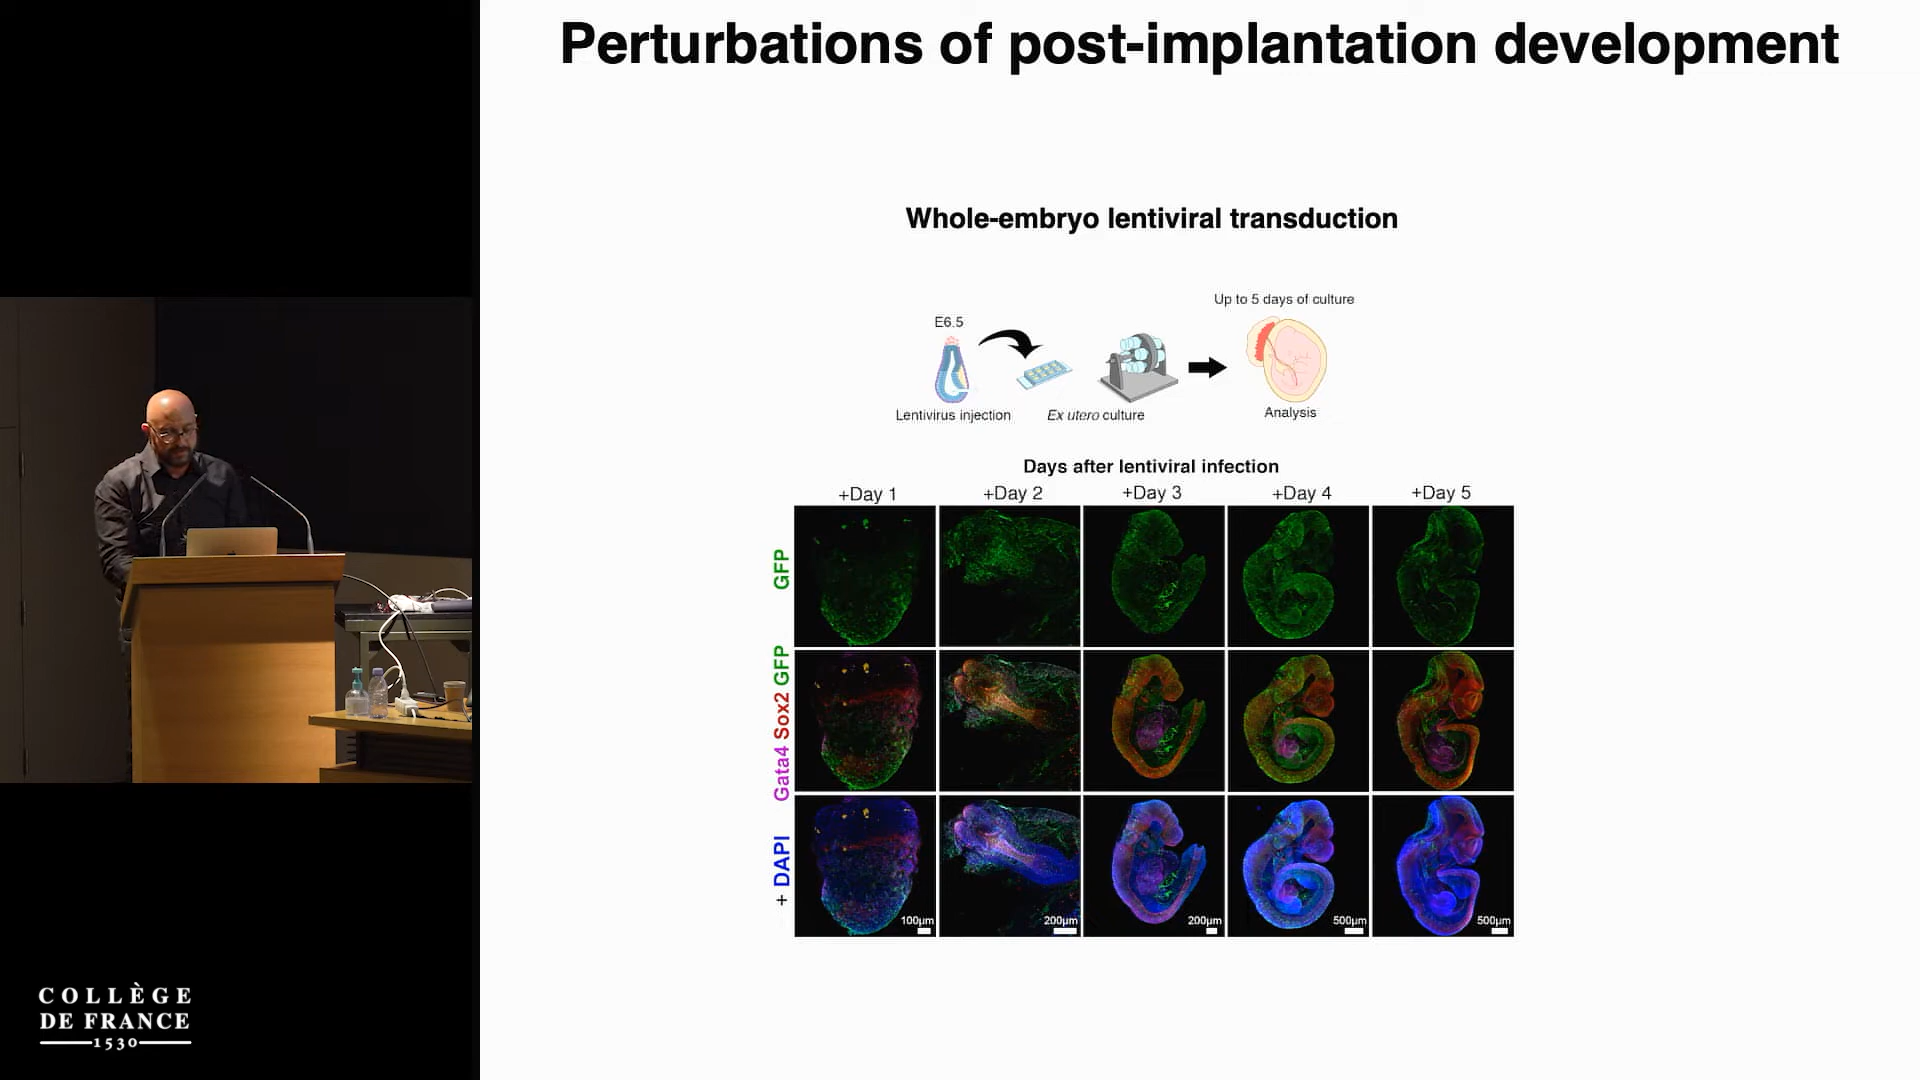 Perturbations of post-implantation development
Whole-embryo lentiviral transduction
Up to 5 days of culture
E6.5
Lentivirus injection
Ex utero culture
Analysis
Days after lentiviral infection
+Day 1
+Day 2
+Day 3
+Day 4
+Day 5
GFP
Gata4 Sox2 GFP
+ DAPI
100µm
200µm
200µm
500µm
500µm
COLLÈGE
DE FRANCE
1530